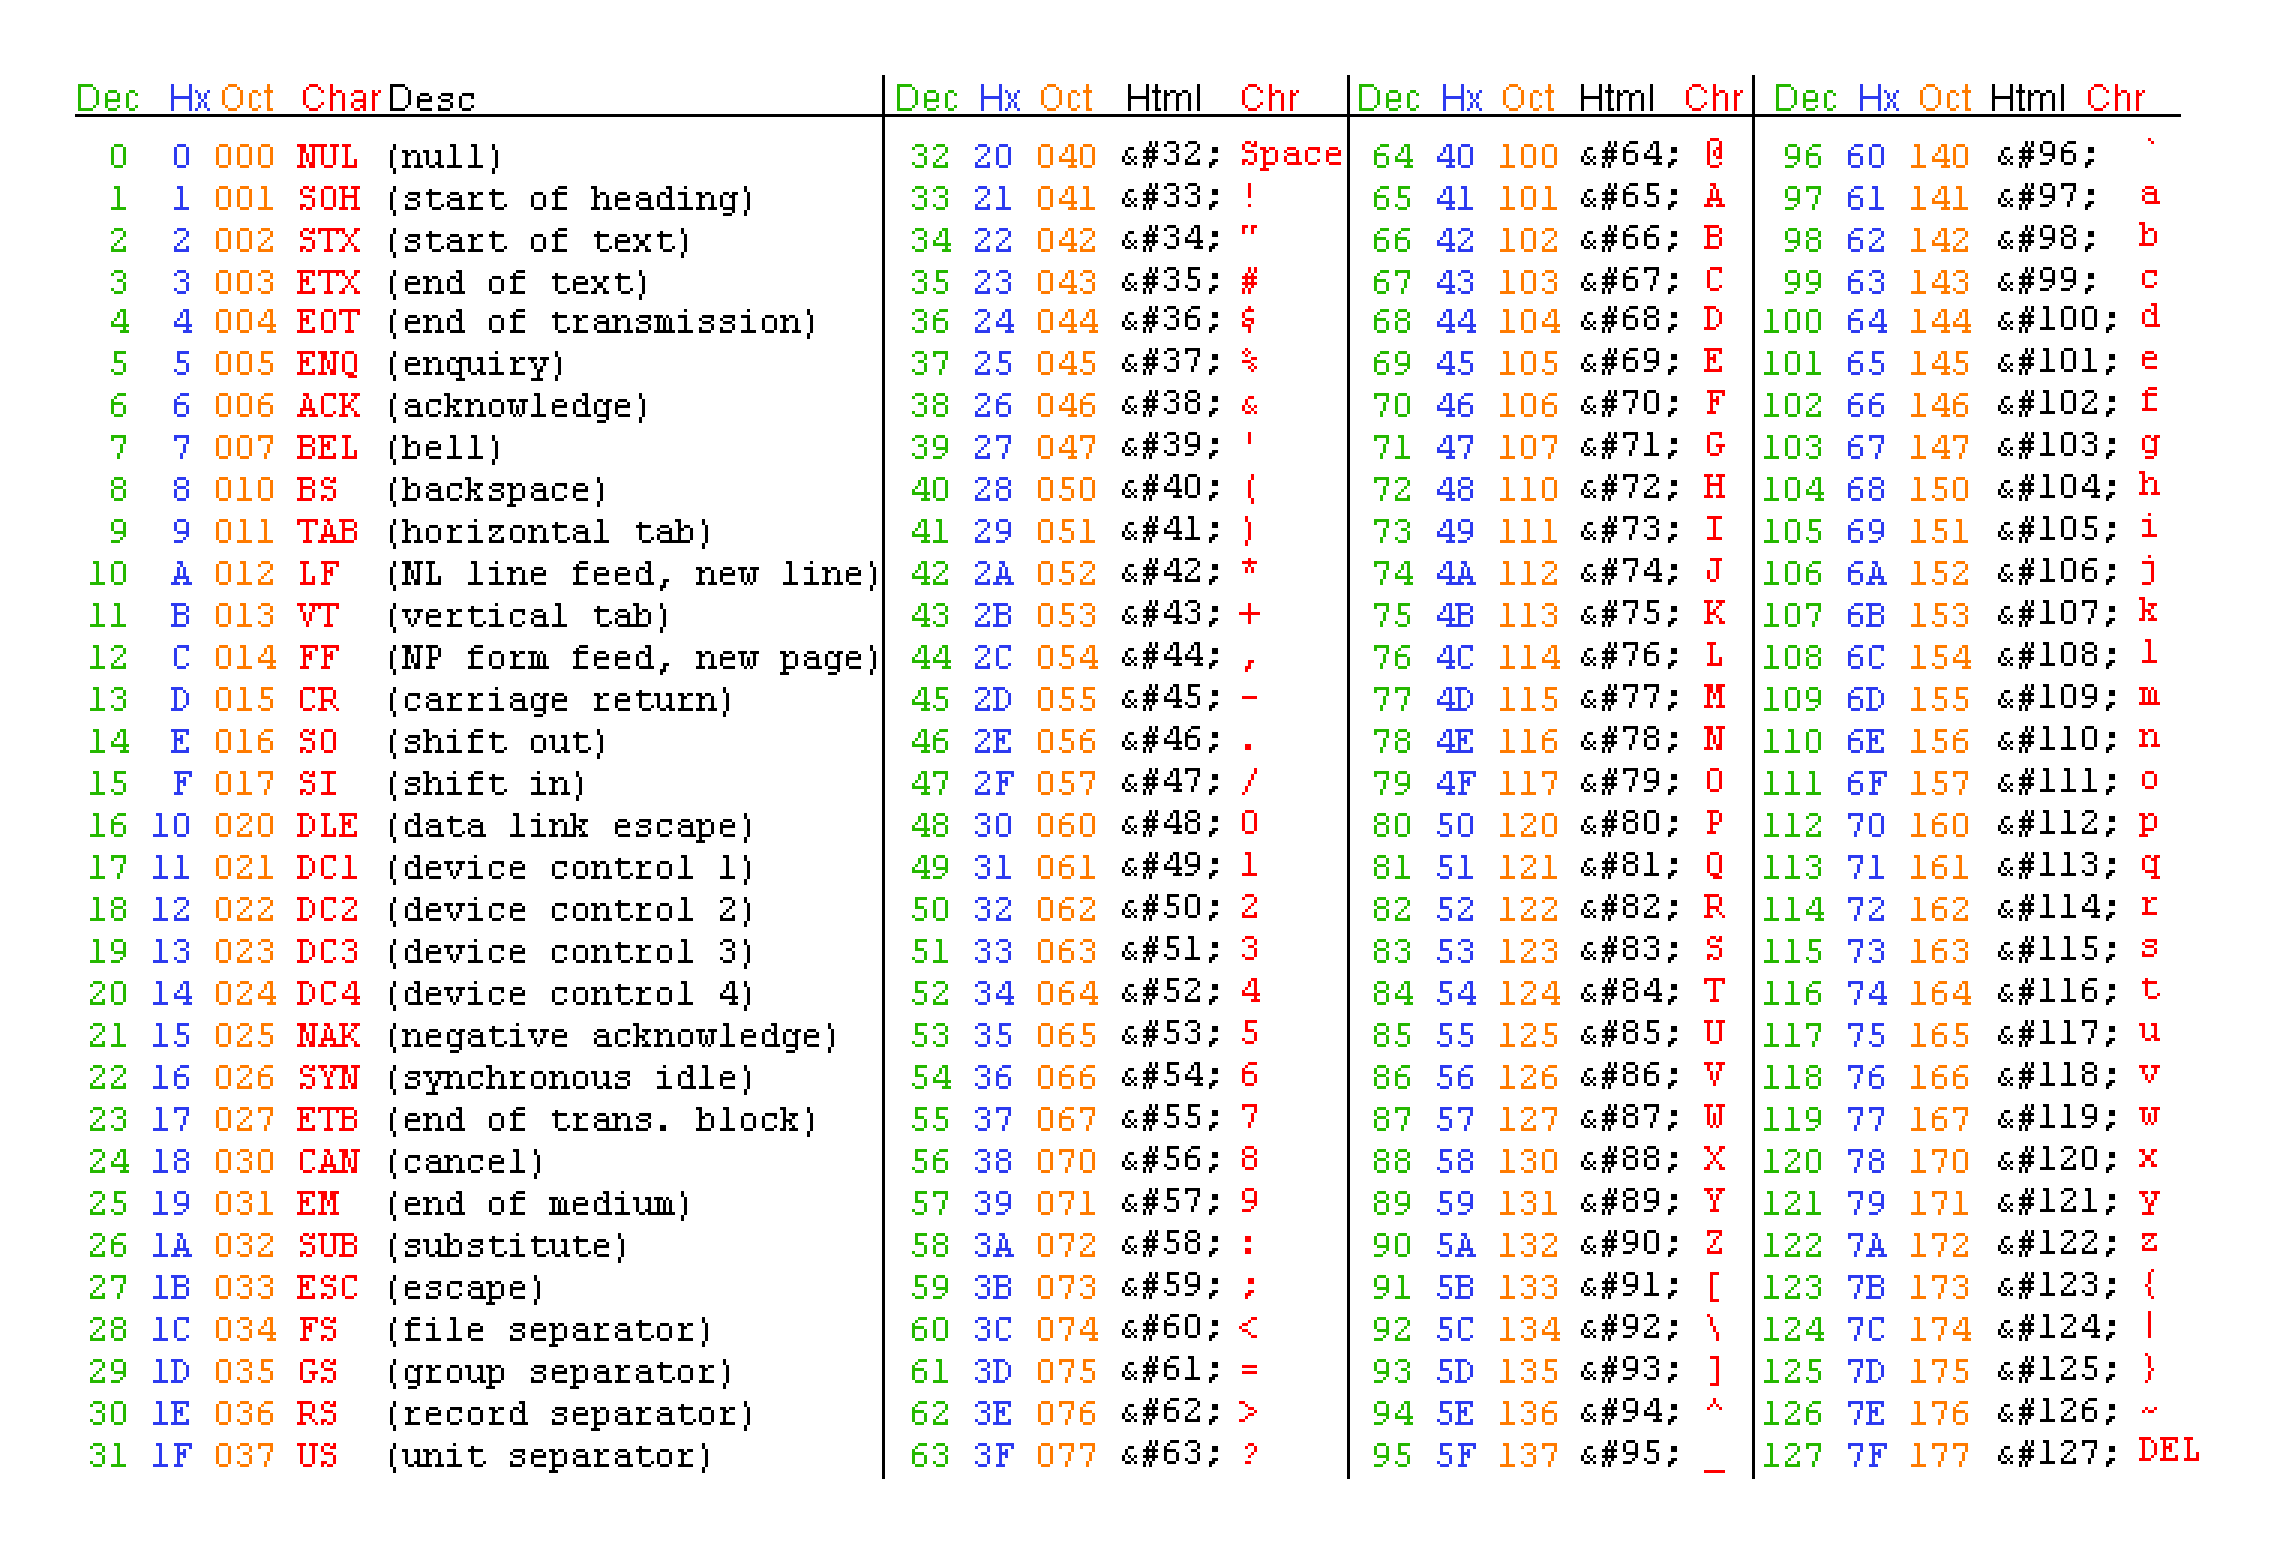 Dec Hx Oct Char Desc Dec Hx Oct Html Chr Dec Hx Oct Html Chr Dec Hx Oct Html Chr
0 0 000 NUL (null) 32 20 040 &#32; Space 64 40 100 &#64; @ 96 60 140 &#96; `
1 1 001 SOH (start of heading) 33 21 041 &#33; ! 65 41 101 &#65; A 97 61 141 &#97; a
2 2 002 STX (start of text) 34 22 042 &#34; " 66 42 102 &#66; B 98 62 142 &#98; b
3 3 003 ETX (end of text) 35 23 043 &#35; # 67 43 103 &#67; C 99 63 143 &#99; c
4 4 004 EOT (end of transmission) 36 24 044 &#36; $ 68 44 104 &#68; D 100 64 144 &#100; d
5 5 005 ENQ (enquiry) 37 25 045 &#37; % 69 45 105 &#69; E 101 65 145 &#101; e
6 6 006 ACK (acknowledge) 38 26 046 &#38; & 70 46 106 &#70; F 102 66 146 &#102; f
7 7 007 BEL (bell) 39 27 047 &#39; ' 71 47 107 &#71; G 103 67 147 &#103; g
8 8 010 BS (backspace) 40 28 050 &#40; ( 72 48 110 &#72; H 104 68 150 &#104; h
9 9 011 TAB (horizontal tab) 41 29 051 &#41; ) 73 49 111 &#73; I 105 69 151 &#105; i
10 A 012 LF (NL line feed, new line) 42 2A 052 &#42; * 74 4A 112 &#74; J 106 6A 152 &#106; j
11 B 013 VT (vertical tab) 43 2B 053 &#43; + 75 4B 113 &#75; K 107 6B 153 &#107; k
12 C 014 FF (NP form feed, new page) 44 2C 054 &#44; , 76 4C 114 &#76; L 108 6C 154 &#108; l
13 D 015 CR (carriage return) 45 2D 055 &#45; - 77 4D 115 &#77; M 109 6D 155 &#109; m
14 E 016 SO (shift out) 46 2E 056 &#46; . 78 4E 116 &#78; N 110 6E 156 &#110; n
15 F 017 SI (shift in) 47 2F 057 &#47; / 79 4F 117 &#79; O 111 6F 157 &#111; o
16 10 020 DLE (data link escape) 48 30 060 &#48; 0 80 50 120 &#80; P 112 70 160 &#112; p
17 11 021 DC1 (device control 1) 49 31 061 &#49; 1 81 51 121 &#81; Q 113 71 161 &#113; q
18 12 022 DC2 (device control 2) 50 32 062 &#50; 2 82 52 122 &#82; R 114 72 162 &#114; r
19 13 023 DC3 (device control 3) 51 33 063 &#51; 3 83 53 123 &#83; S 115 73 163 &#115; s
20 14 024 DC4 (device control 4) 52 34 064 &#52; 4 84 54 124 &#84; T 116 74 164 &#116; t
21 15 025 NAK (negative acknowledge) 53 35 065 &#53; 5 85 55 125 &#85; U 117 75 165 &#117; u
22 16 026 SYN (synchronous idle) 54 36 066 &#54; 6 86 56 126 &#86; V 118 76 166 &#118; v
23 17 027 ETB (end of trans. block) 55 37 067 &#55; 7 87 57 127 &#87; W 119 77 167 &#119; w
24 18 030 CAN (cancel) 56 38 070 &#56; 8 88 58 130 &#88; X 120 78 170 &#120; x
25 19 031 EM (end of medium) 57 39 071 &#57; 9 89 59 131 &#89; Y 121 79 171 &#121; y
26 1A 032 SUB (substitute) 58 3A 072 &#58; : 90 5A 132 &#90; Z 122 7A 172 &#122; z
27 1B 033 ESC (escape) 59 3B 073 &#59; ; 91 5B 133 &#91; [ 123 7B 173 &#123; {
28 1C 034 FS (file separator) 60 3C 074 &#60; < 92 5C 134 &#92; \ 124 7C 174 &#124; |
29 1D 035 GS (group separator) 61 3D 075 &#61; = 93 5D 135 &#93; ] 125 7D 175 &#125; }
30 1E 036 RS (record separator) 62 3E 076 &#62; > 94 5E 136 &#94; ^ 126 7E 176 &#126; ~
31 1F 037 US (unit separator) 63 3F 077 &#63; ? 95 5F 137 &#95; _ 127 7F 177 &#127; DEL